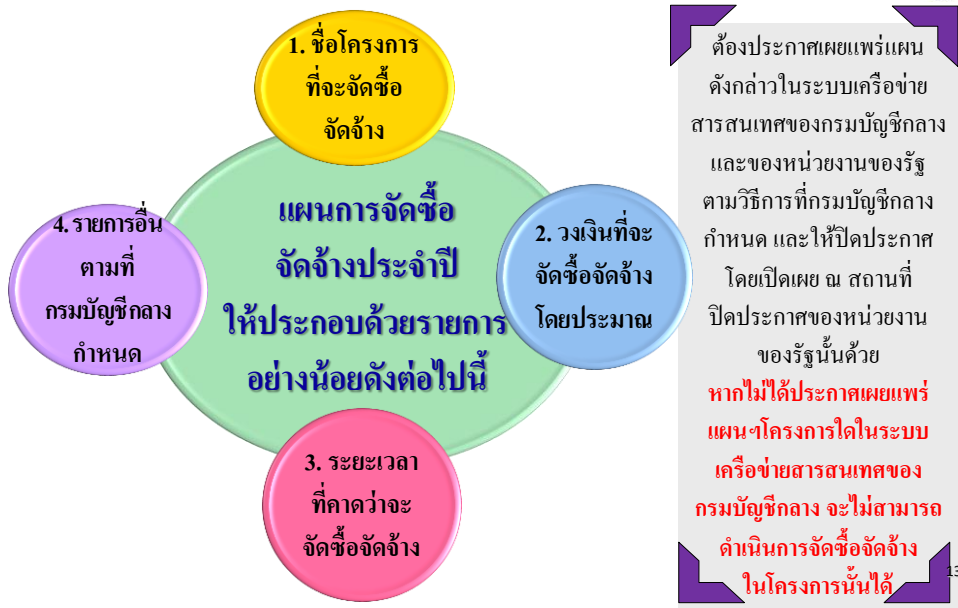 1. ชื่อโครงการ
ที่จะจัดซื้อ
จัดจ้าง
แผนการจัดซื้อ
จัดจ้างประจำปี
ให้ประกอบด้วยรายการ
อย่างน้อยดังต่อไปนี้
2. วงเงินที่จะ
จัดซื้อจัดจ้าง
โดยประมาณ
3. ระยะเวลา
ที่คาดว่าจะ
จัดซื้อจัดจ้าง
4. รายการอื่น
ตามที่
กรมบัญชีกลาง
กำหนด
ต้องประกาศเผยแพร่แผน
ดังกล่าวในระบบเครือข่าย
สารสนเทศของกรมบัญชีกลาง
และของหน่วยงานของรัฐ
ตามวิธีการที่กรมบัญชีกลาง
กำหนด และให้ปิดประกาศ
โดยเปิดเผย ณ สถานที่
ปิดประกาศของหน่วยงาน
ของรัฐนั้นด้วย
หากไม่ได้ประกาศเผยแพร่
แผนฯโครงการใดในระบบ
เครือข่ายสารสนเทศของ
กรมบัญชีกลาง จะไม่สามารถ
ดำเนินการจัดซื้อจัดจ้าง
ในโครงการนั้นได้
13